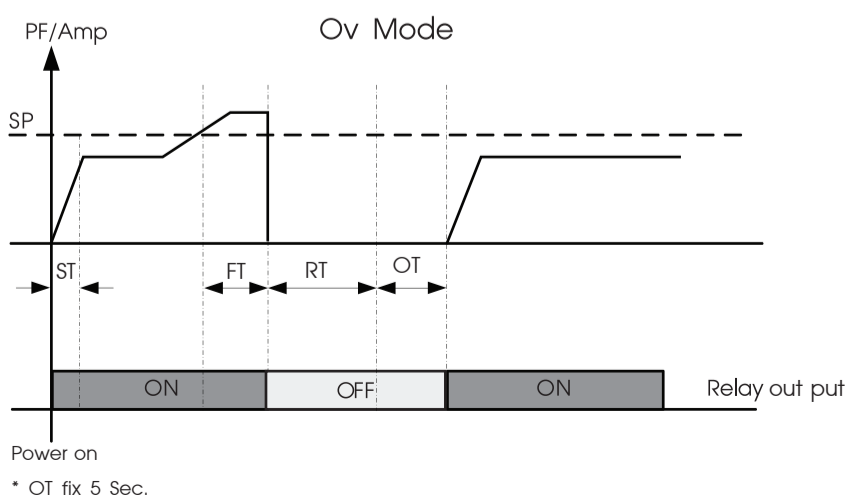 Ov Mode
PF/Amp
SP
ST
FT
RT
OT
ON
OFF
ON
Relay out put
Power on
* OT fix 5 Sec.